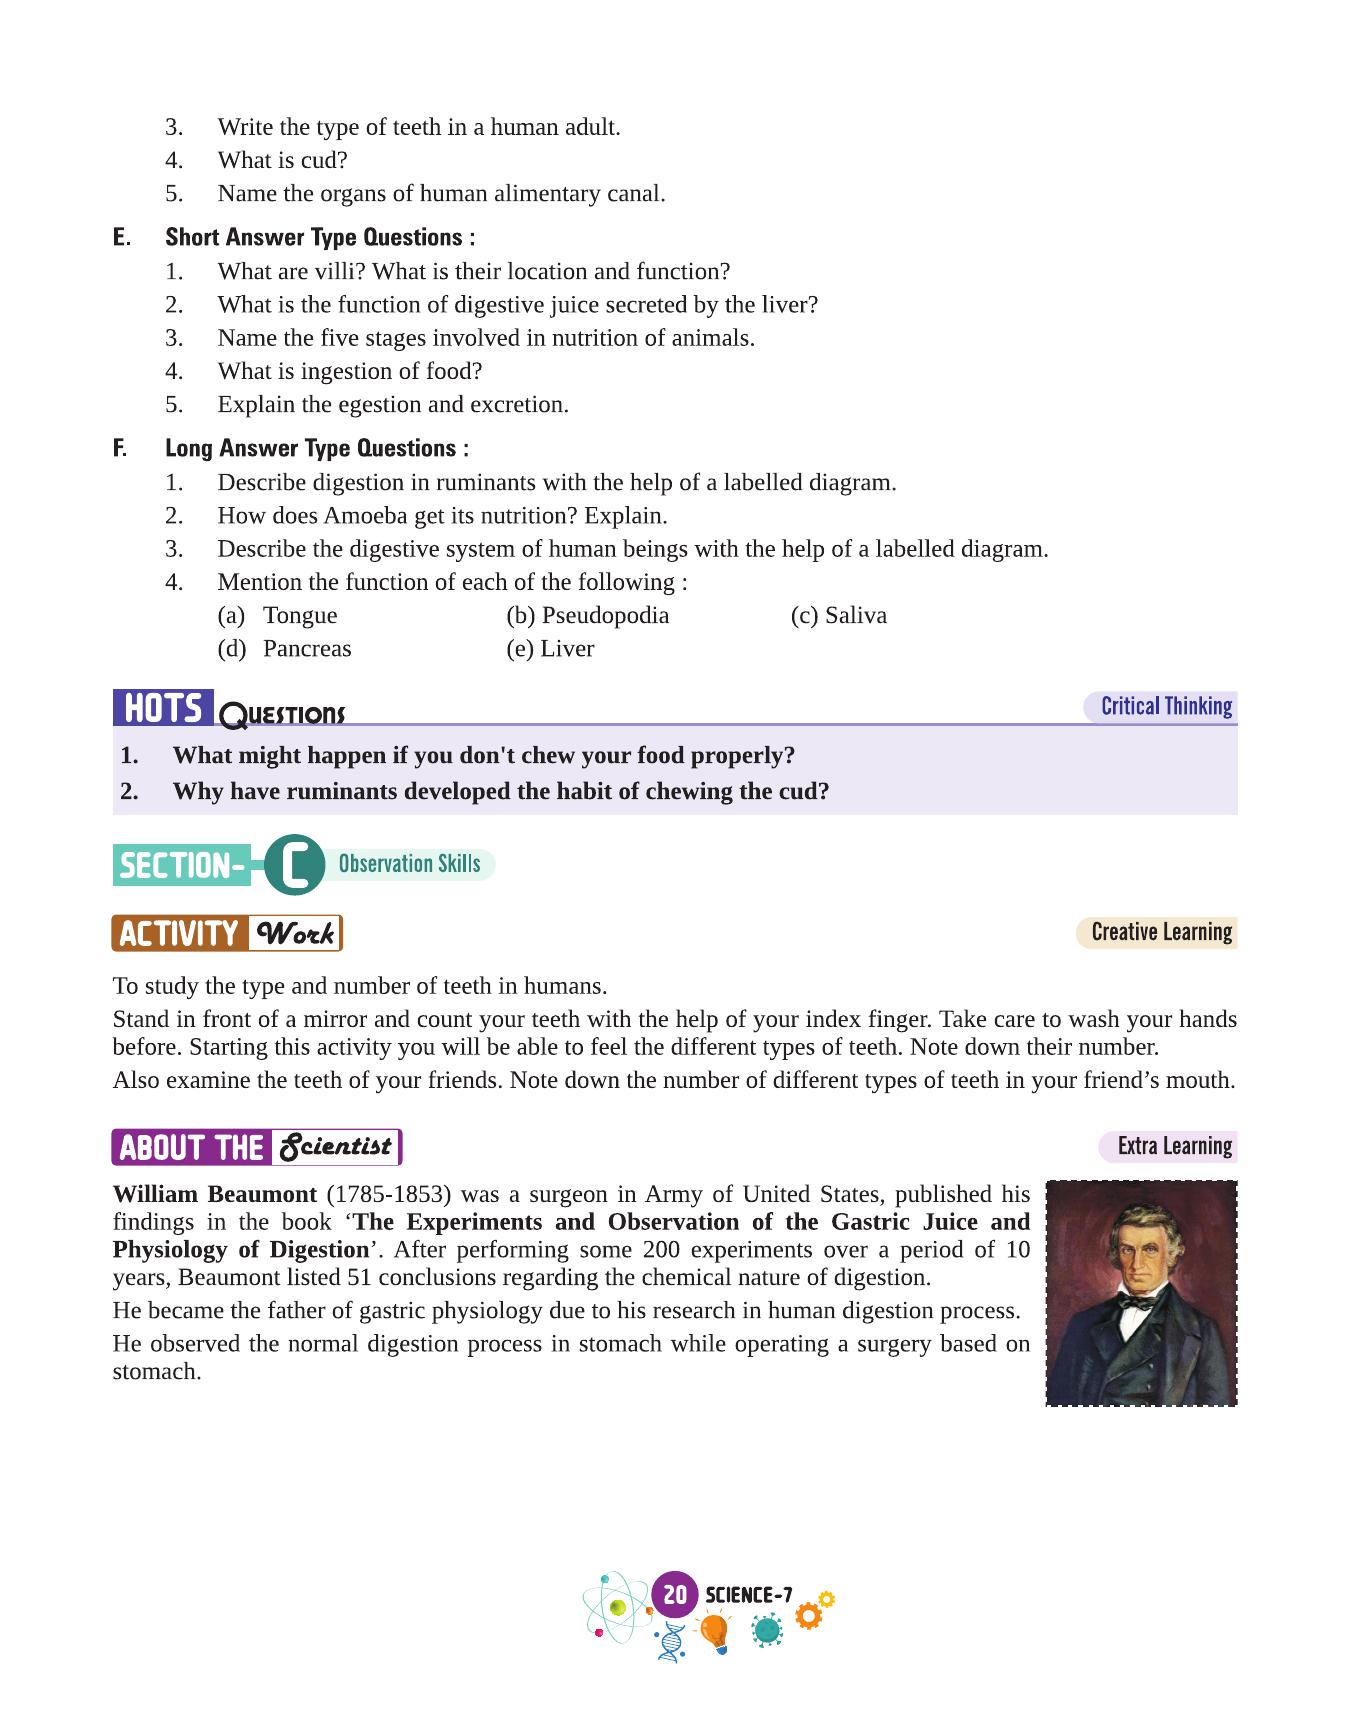 3. Write the type of teeth in a human adult.
4. What is cud?
5. Name the organs of human alimentary canal.
E. Short Answer Type Questions :
1. What are villi? What is their location and function?
2. What is the function of digestive juice secreted by the liver?
3. Name the five stages involved in nutrition of animals.
4. What is ingestion of food?
5. Explain the egestion and excretion.
F. Long Answer Type Questions :
1. Describe digestion in ruminants with the help of a labelled diagram.
2. How does Amoeba get its nutrition? Explain.
3. Describe the digestive system of human beings with the help of a labelled diagram.
4. Mention the function of each of the following :
(a) Tongue (b) Pseudopodia (c) Saliva
(d) Pancreas (e) Liver
HOTS Questions Critical Thinking
1. What might happen if you don't chew your food properly?
2. Why have ruminants developed the habit of chewing the cud?
SECTION- C Observation Skills
ACTIVITY Work Creative Learning
To study the type and number of teeth in humans.
Stand in front of a mirror and count your teeth with the help of your index finger. Take care to wash your hands
before. Starting this activity you will be able to feel the different types of teeth. Note down their number.
Also examine the teeth of your friends. Note down the number of different types of teeth in your friend’s mouth.
ABOUT THE Scientist Extra Learning
William Beaumont (1785-1853) was a surgeon in Army of United States, published his
findings in the book ‘The Experiments and Observation of the Gastric Juice and
Physiology of Digestion’. After performing some 200 experiments over a period of 10
years, Beaumont listed 51 conclusions regarding the chemical nature of digestion.
He became the father of gastric physiology due to his research in human digestion process.
He observed the normal digestion process in stomach while operating a surgery based on
stomach.
20 SCIENCE-7